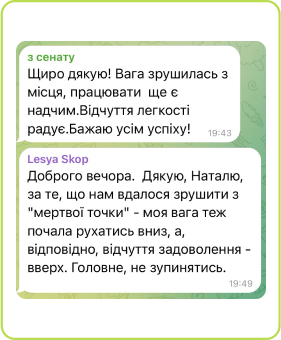 з сенату
Щиро дякую! Вага зрушилась з
місця, працювати  ще є
надчим.Відчуття легкості
радує.Бажаю усім успіху!
19:43
Lesya Skop
Доброго вечора.  Дякую, Наталю,
за те, що нам вдалося зрушити з
"мертвої точки" - моя вага теж
почала рухатись вниз, а,
відповідно, відчуття задоволення -
вверх. Головне, не зупинятись.
19:49